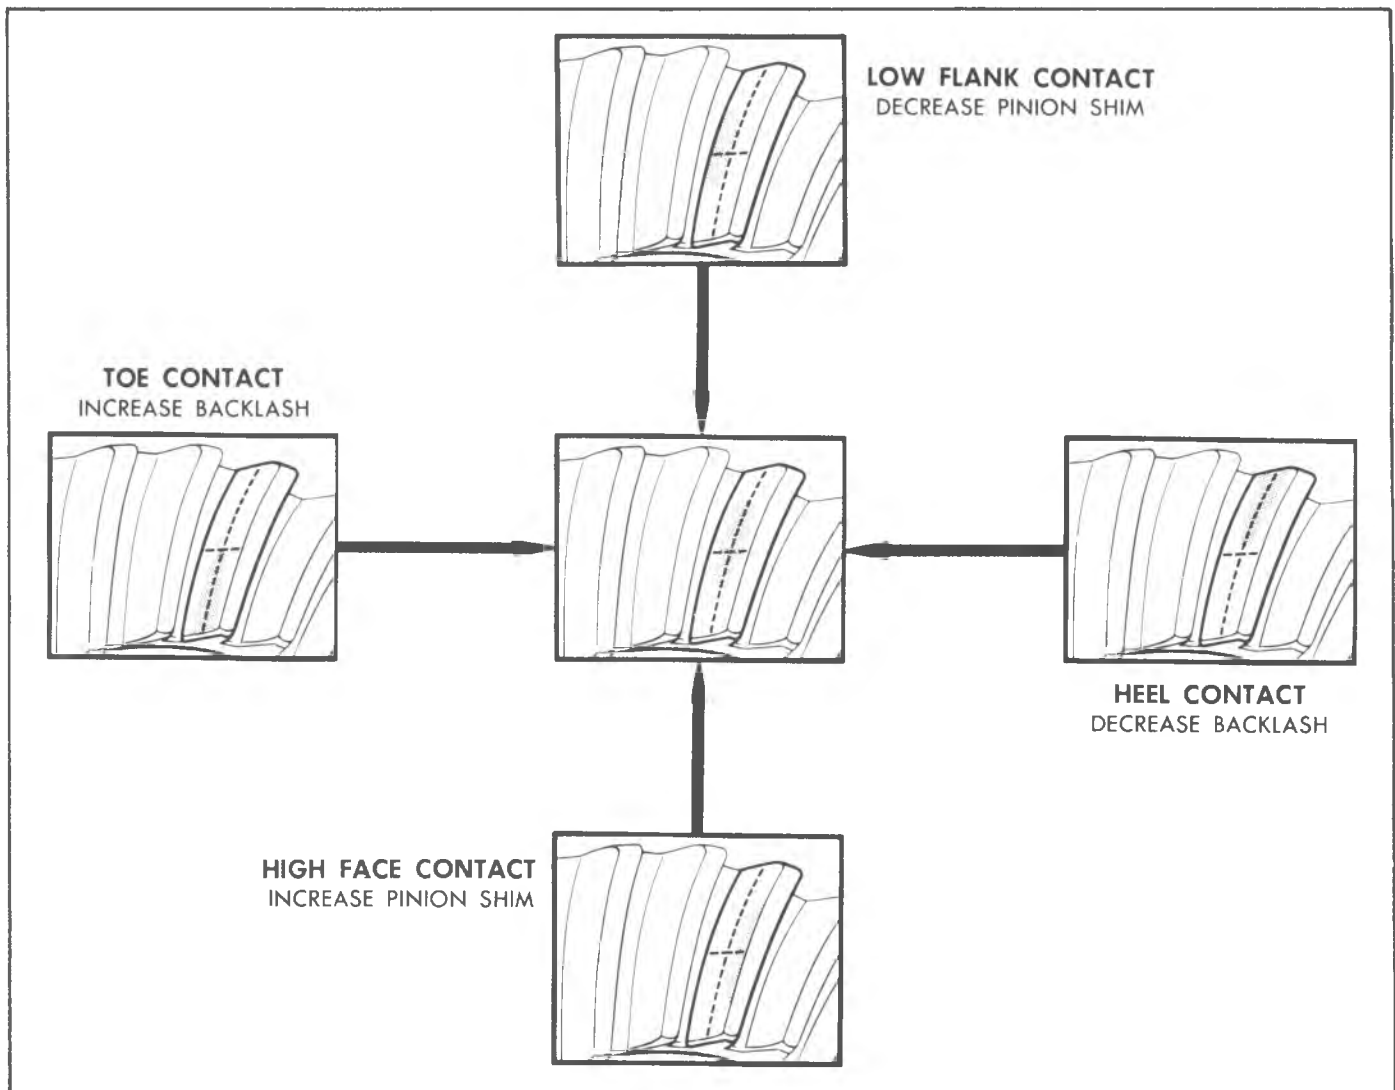 LOW FLANK CONTACT
DECREASE PINION SHIM
TOE CONTACT
INCREASE BACKLASH
HEEL CONTACT
DECREASE BACKLASH
HIGH FACE CONTACT
INCREASE PINION SHIM